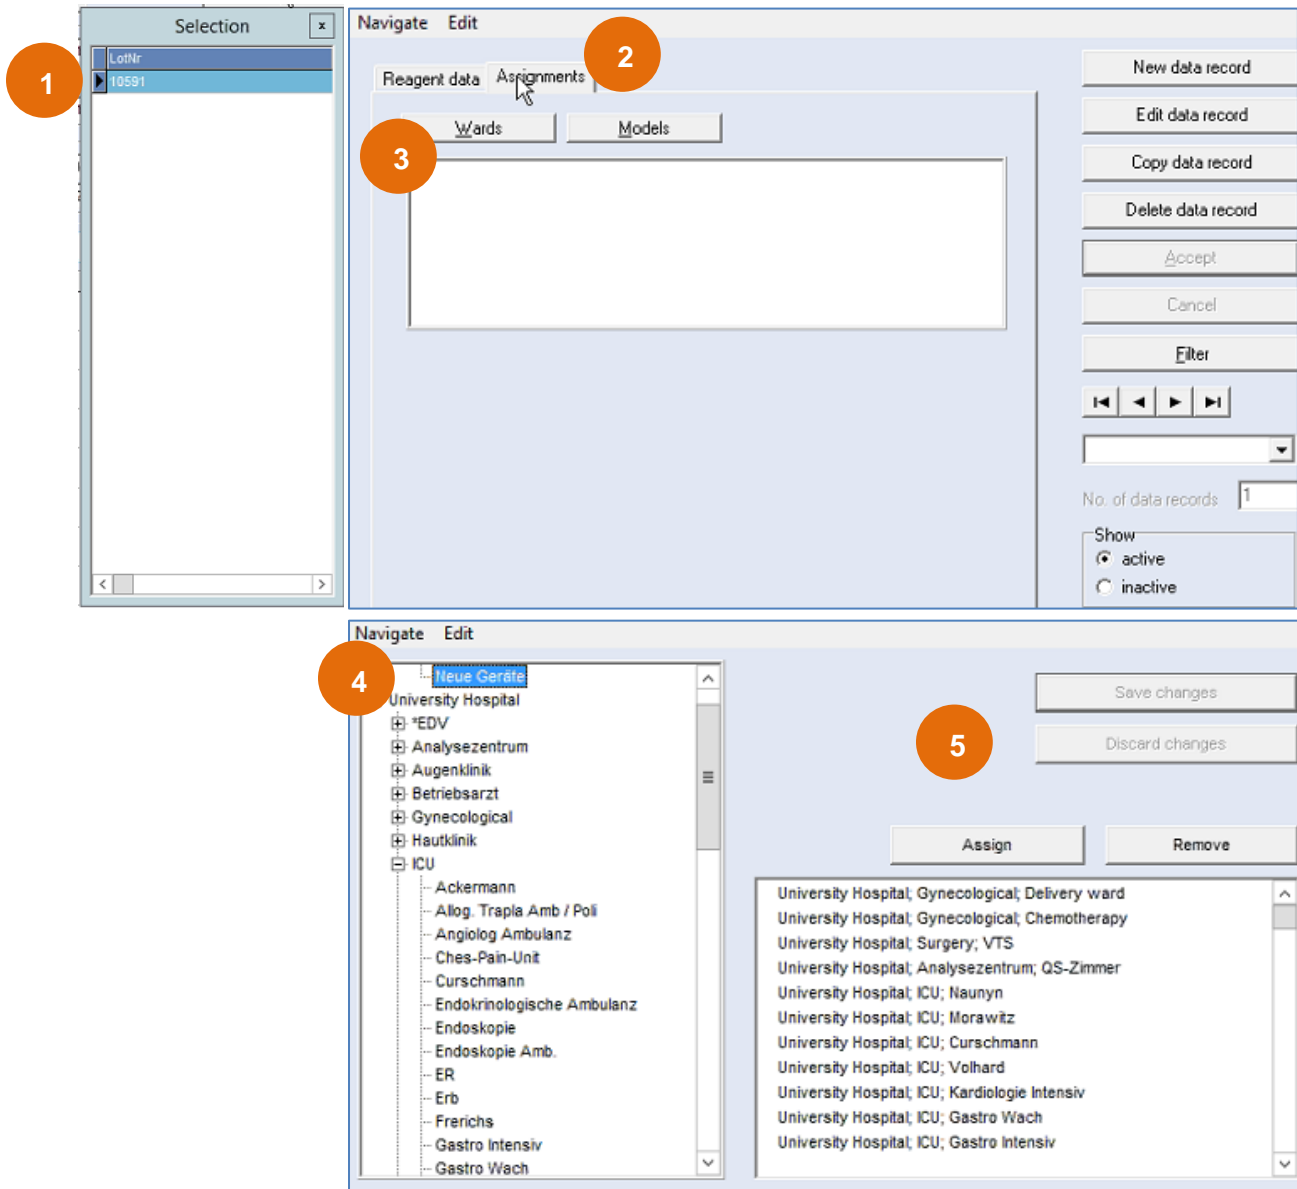 Selection
x
LotNr
10591
1
Navigate Edit
2
Reagent data Assignments
Wards Models
3
New data record
Edit data record
Copy data record
Delete data record
Accept
Cancel
Filter
No. of data records 1
Show
active
inactive
Navigate Edit
4
Neue Geräte
University Hospital
*EDV
Analysezentrum
Augenklinik
Betriebsarzt
Gynecological
Hautklinik
ICU
Ackermann
Allog. Trapla Amb / Poli
Angiolog Ambulanz
Ches-Pain-Unit
Curschmann
Endokrinologische Ambulanz
Endoskopie
Endoskopie Amb.
ER
Erb
Frerichs
Gastro Intensiv
Gastro Wach
5
Save changes
Discard changes
Assign Remove
University Hospital; Gynecological; Delivery ward
University Hospital; Gynecological; Chemotherapy
University Hospital; Surgery; VTS
University Hospital; Analysezentrum; QS-Zimmer
University Hospital; ICU; Naunyn
University Hospital; ICU; Morawitz
University Hospital; ICU; Curschmann
University Hospital; ICU; Volhard
University Hospital; ICU; Kardiologie Intensiv
University Hospital; ICU; Gastro Wach
University Hospital; ICU; Gastro Intensiv